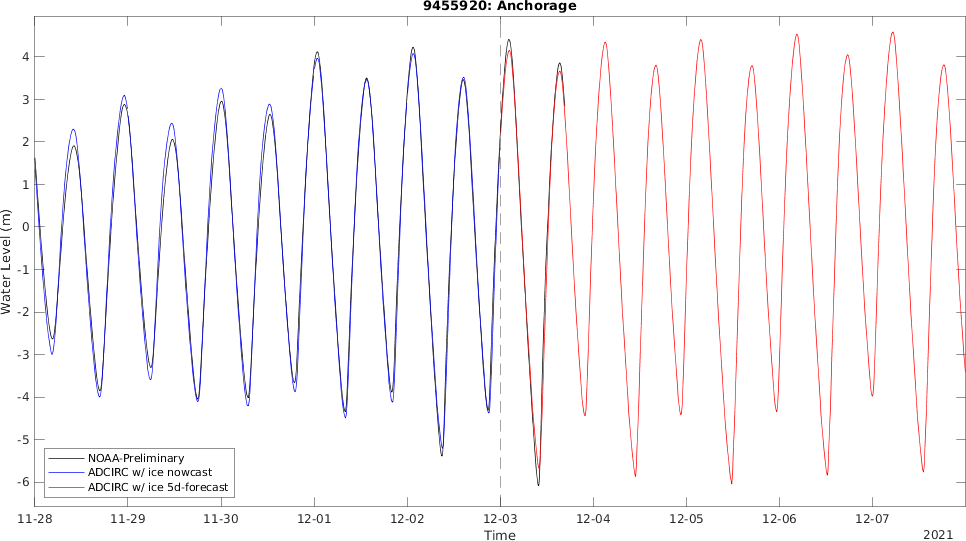 9455920: Anchorage
Water Level (m)
4
3
2
1
0
-1
-2
-3
-4
-5
-6
NOAA-Preliminary
ADCIRC w/ ice nowcast
ADCIRC w/ ice 5d-forecast
11-28 11-29 11-30 12-01 12-02 12-03 12-04 12-05 12-06 12-07
Time
2021